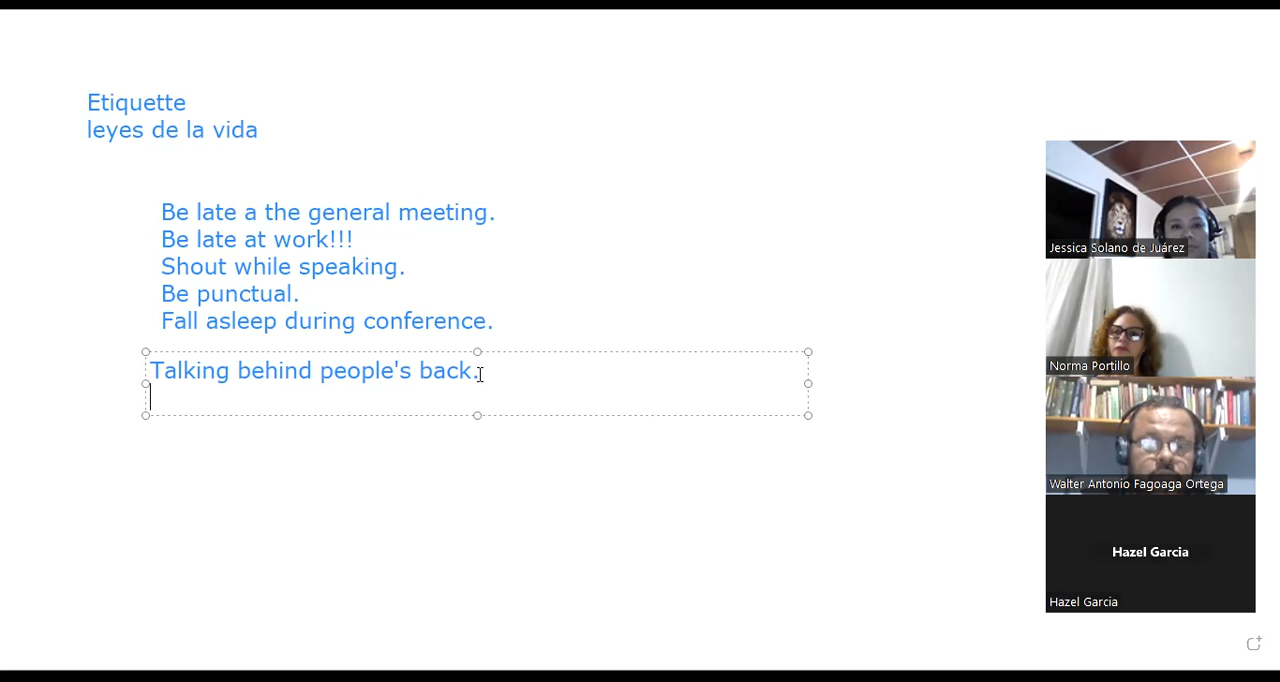 Etiquette
leyes de la vida
Be late a the general meeting.
Be late at work!!!
Shout while speaking.
Be punctual.
Fall asleep during conference.
Talking behind people's back.
Jessica Solano de Juárez
Norma Portillo
Walter Antonio Fagoaga Ortega
Hazel Garcia
Hazel Garcia